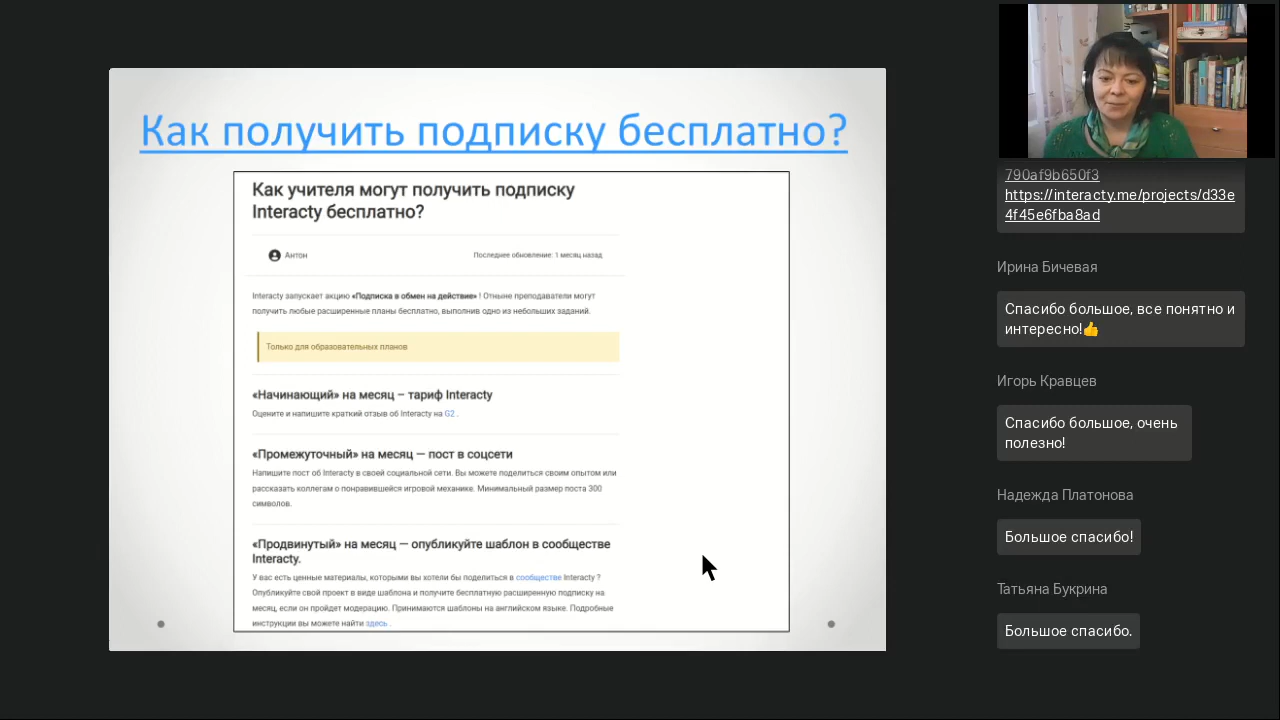 Как получить подписку бесплатно?
Как учителя могут получить подписку
Interacty бесплатно?
Антон
Последнее обновление: 1 месяц назад
Interacty запускает акцию «Подписка в обмен на действие» ! Отныне преподаватели могут
получить любые расширенные планы бесплатно, выполнив одно из небольших заданий.
Только для образовательных планов
«Начинающий» на месяц – тариф Interacty
Оцените и напишите краткий отзыв об Interacty на G2 .
«Промежуточный» на месяц — пост в соцсети
Напишите пост об Interacty в своей социальной сети. Вы можете поделиться своим опытом или
рассказать коллегам о понравившейся игровой механике. Минимальный размер поста 300
символов.
«Продвинутый» на месяц — опубликуйте шаблон в сообществе
Interacty.
У вас есть ценные материалы, которыми вы хотели бы поделиться в сообществе Interacty ?
Опубликуйте свой проект в виде шаблона и получите бесплатную расширенную подписку на
месяц, если он пройдет модерацию. Принимаются шаблоны на английском языке. Подробные
инструкции вы можете найти здесь .
790af9b650f3
https://interacty.me/projects/d33e
4f45e6fba8ad
Ирина Бичевая
Спасибо большое, все понятно и
интересно!👍
Игорь Кравцев
Спасибо большое, очень
полезно!
Надежда Платонова
Большое спасибо!
Татьяна Букрина
Большое спасибо.